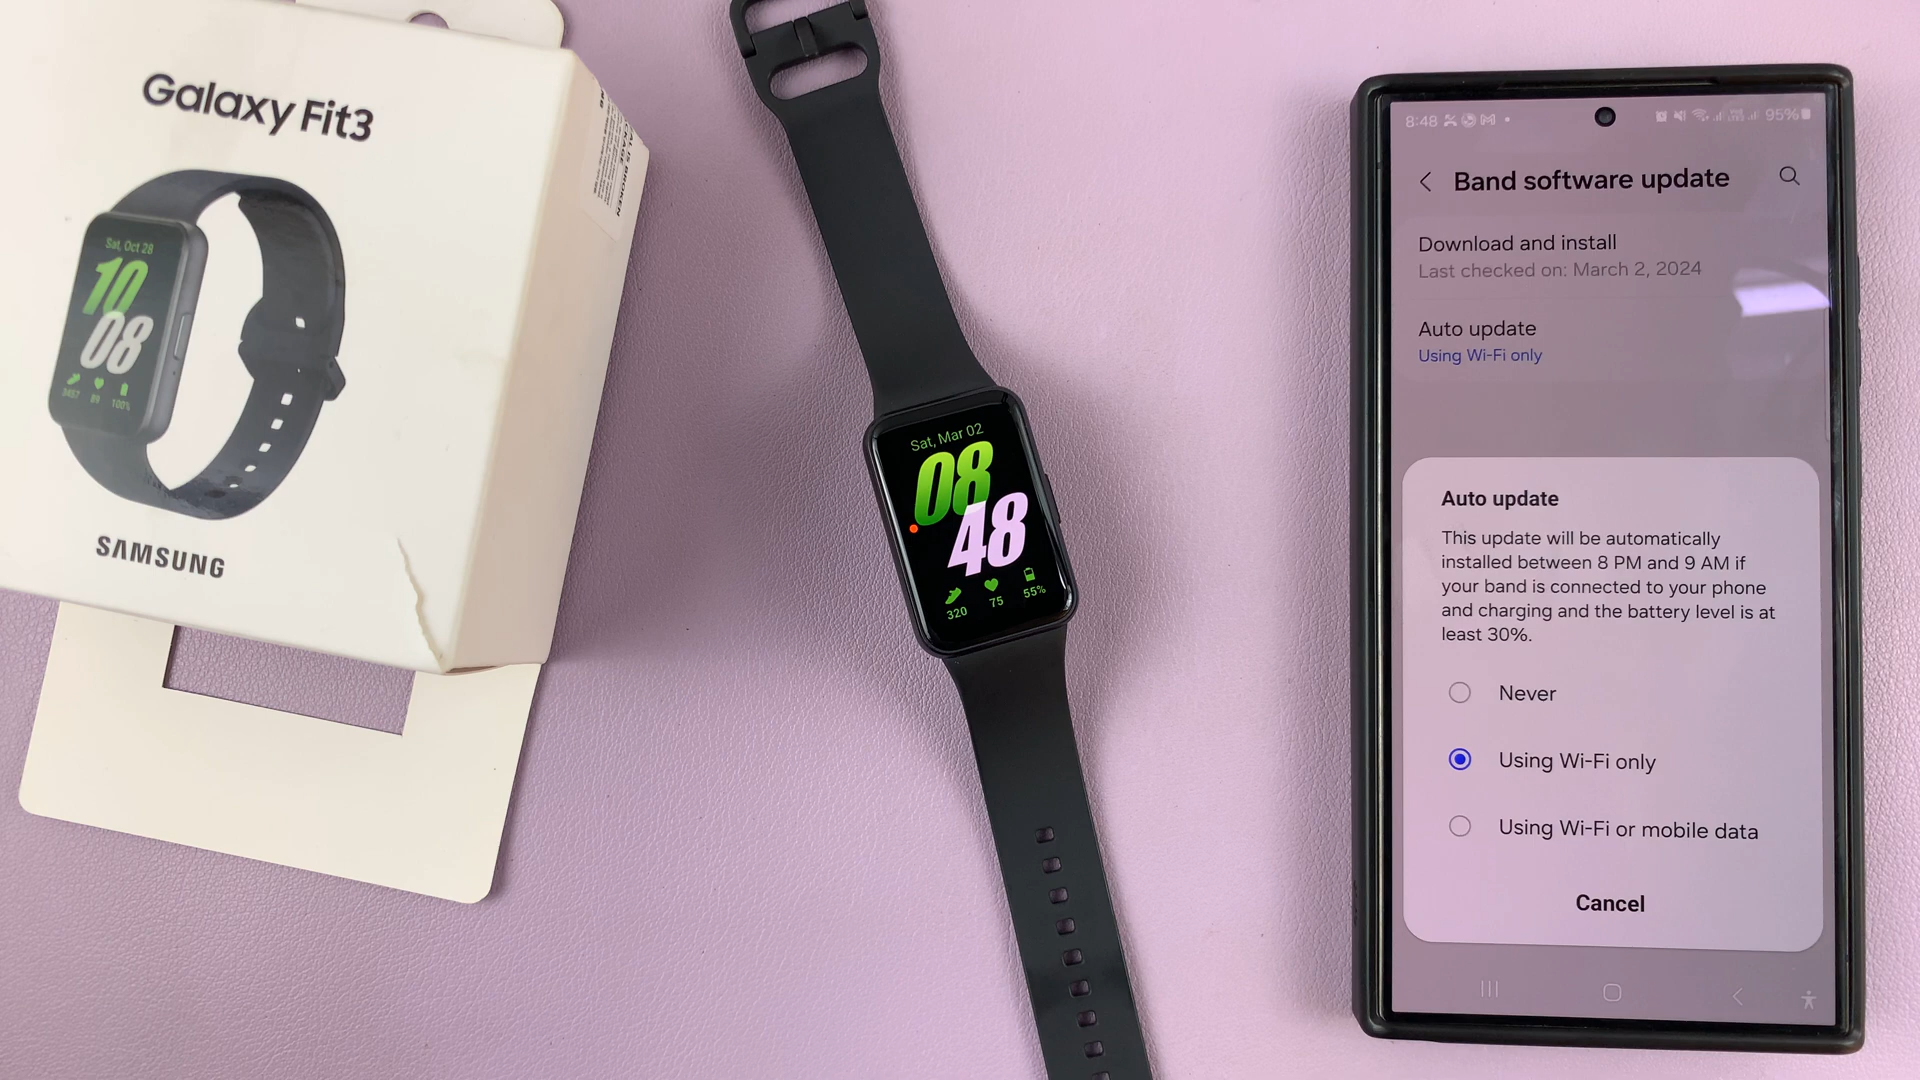 Galaxy Fit3
Sat, Oct 28
10
08
3457 89 100%
SAMSUNG
Sat, Mar 02
08
48
320 75 55%
8:48
95%
Band software update
Download and install
Last checked on: March 2, 2024
Auto update
Using Wi-Fi only
Auto update
This update will be automatically
installed between 8 PM and 9 AM if
your band is connected to your phone
and charging and the battery level is at
least 30%.
Never
Using Wi-Fi only
Using Wi-Fi or mobile data
Cancel